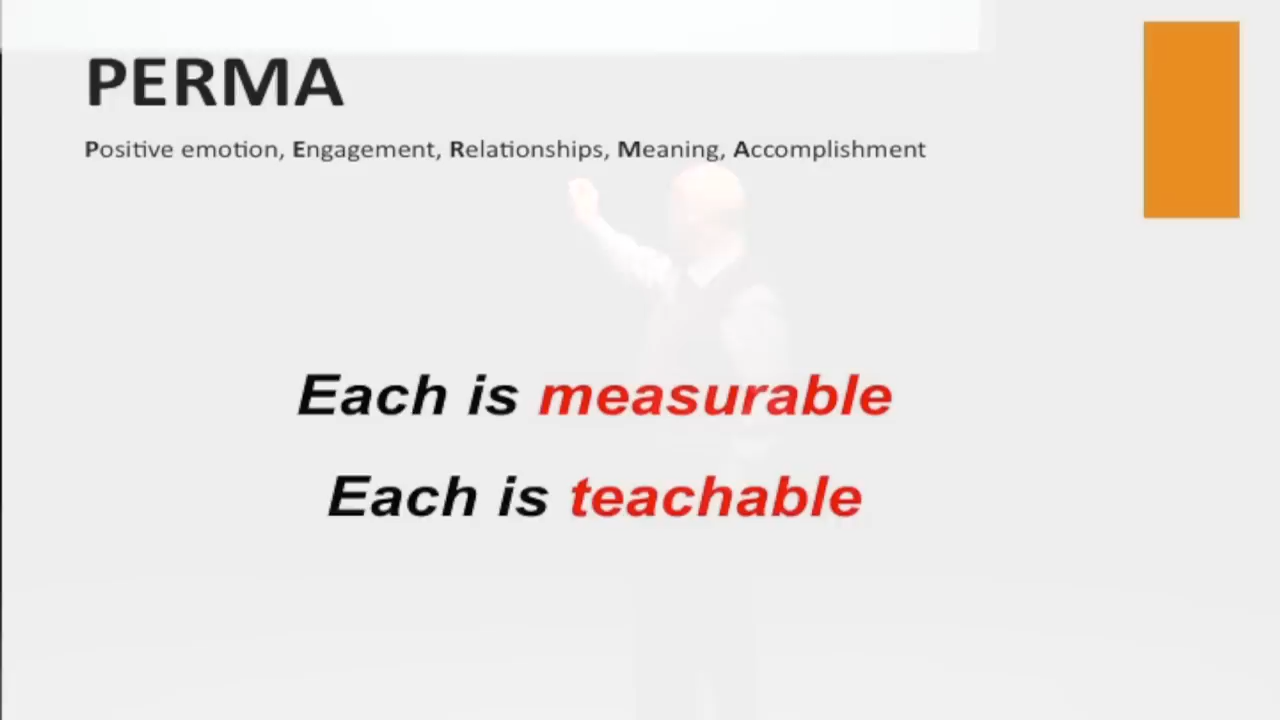 PERMA
Positive emotion, Engagement, Relationships, Meaning, Accomplishment
Each is measurable
Each is teachable